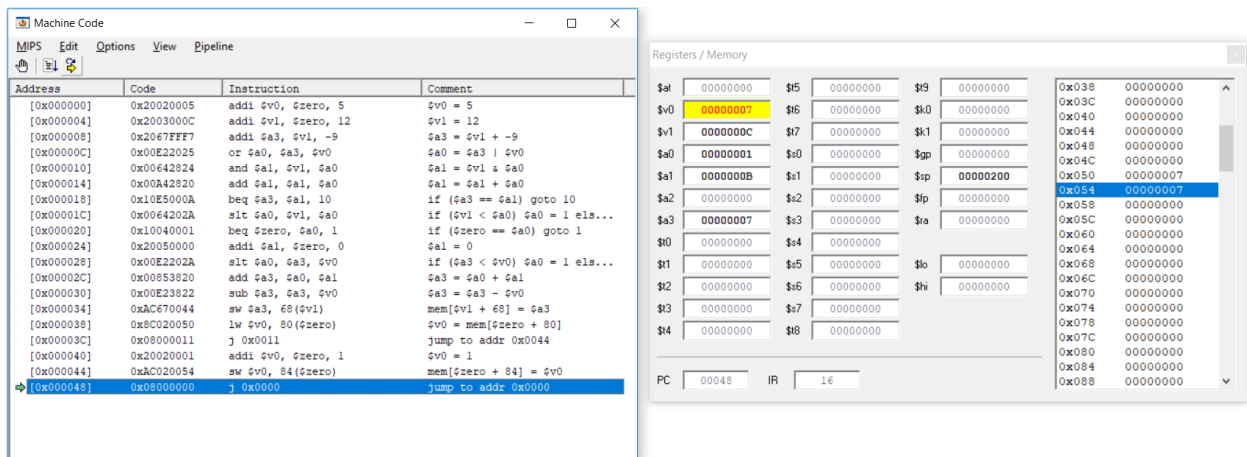 Machine Code
MIPS Edit Options View Pipeline
Address Code Instruction Comment
[0x000000] 0x20020005 addi $v0, $zero, 5 $v0 = 5
[0x000004] 0x2003000C addi $v1, $zero, 12 $v1 = 12
[0x000008] 0x2067FFF7 addi $a3, $v1, -9 $a3 = $v1 + -9
[0x00000C] 0x00E22025 or $a0, $a3, $v0 $a0 = $a3 | $v0
[0x000010] 0x00642824 and $a1, $v1, $a0 $a1 = $v1 & $a0
[0x000014] 0x00A42820 add $a1, $a1, $a0 $a1 = $a1 + $a0
[0x000018] 0x10E5000A beq $a3, $a1, 10 if ($a3 == $a1) goto 10
[0x00001C] 0x0064202A slt $a0, $v1, $a0 if ($v1 < $a0) $a0 = 1 els...
[0x000020] 0x10040001 beq $zero, $a0, 1 if ($zero == $a0) goto 1
[0x000024] 0x20050000 addi $a1, $zero, 0 $a1 = 0
[0x000028] 0x00E2202A slt $a0, $a3, $v0 if ($a3 < $v0) $a0 = 1 els...
[0x00002C] 0x00853820 add $a3, $a0, $a1 $a3 = $a0 + $a1
[0x000030] 0x00E23822 sub $a3, $a3, $v0 $a3 = $a3 - $v0
[0x000034] 0xAC670044 sw $a3, 68($v1) mem[$v1 + 68] = $a3
[0x000038] 0x8C020050 lw $v0, 80($zero) $v0 = mem[$zero + 80]
[0x00003C] 0x08000011 j 0x0011 jump to addr 0x0044
[0x000040] 0x20020001 addi $v0, $zero, 1 $v0 = 1
[0x000044] 0xAC020054 sw $v0, 84($zero) mem[$zero + 84] = $v0
[0x000048] 0x08000000 j 0x0000 jump to addr 0x0000
Registers / Memory
$at 00000000 $t5 00000000 $t9 00000000
$v0 00000007 $t6 00000000 $k0 00000000
$v1 0000000C $t7 00000000 $k1 00000000
$a0 00000001 $s0 00000000 $gp 00000000
$a1 0000000B $s1 00000000 $sp 00000200
$a2 00000000 $s2 00000000 $fp 00000000
$a3 00000007 $s3 00000000 $ra 00000000
$t0 00000000 $s4 00000000
$t1 00000000 $s5 00000000 $lo 00000000
$t2 00000000 $s6 00000000 $hi 00000000
$t3 00000000 $s7 00000000
$t4 00000000 $t8 00000000
PC 00048 IR 16
0x038 00000000
0x03C 00000000
0x040 00000000
0x044 00000000
0x048 00000000
0x04C 00000000
0x050 00000007
0x054 00000007
0x058 00000000
0x05C 00000000
0x060 00000000
0x064 00000000
0x068 00000000
0x06C 00000000
0x070 00000000
0x074 00000000
0x078 00000000
0x07C 00000000
0x080 00000000
0x084 00000000
0x088 00000000